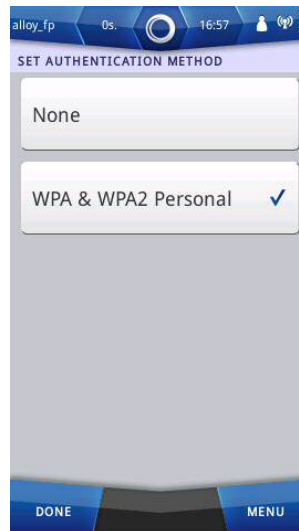 alloy_fp 0s. 16:57
SET AUTHENTICATION METHOD
None
WPA & WPA2 Personal
DONE MENU